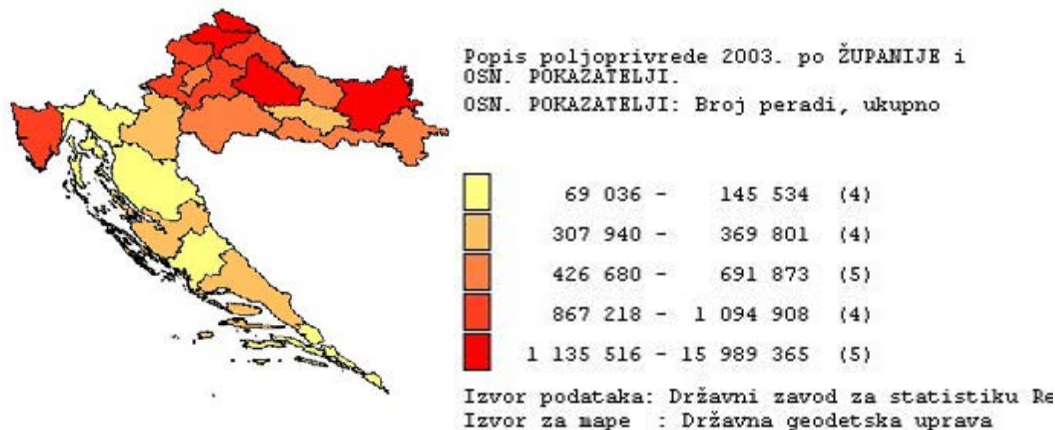 Popis poljoprivrede 2003. po ŽUPANIJE i
OSN. POKAZATELJI.
OSN. POKAZATELJI: Broj peradi, ukupno
69 036 - 145 534 (4)
307 940 - 369 801 (4)
426 680 - 691 873 (5)
867 218 - 1 094 908 (4)
1 135 516 - 15 989 365 (5)
Izvor podataka: Državni zavod za statistiku Re
Izvor za mape : Državna geodetska uprava